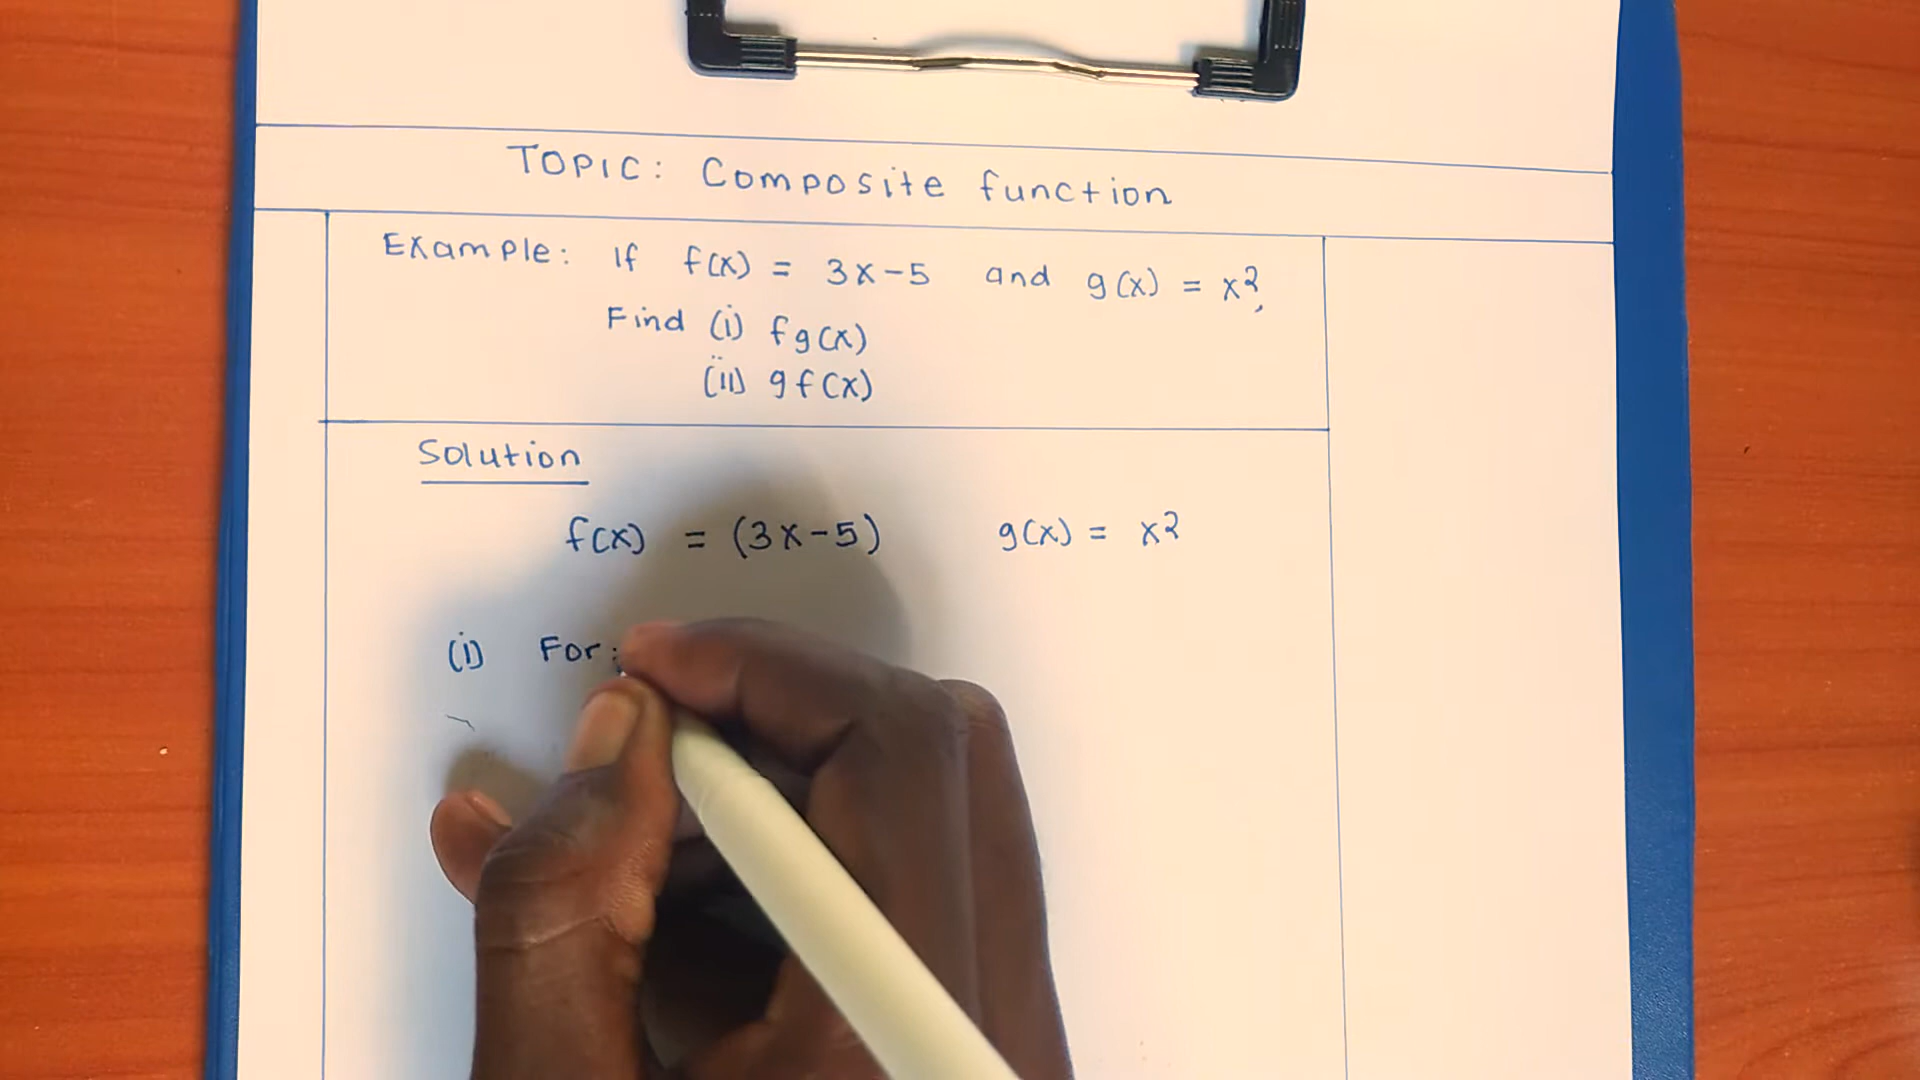 TOPIC: Composite function
Example: If f(x) = 3x-5 and g(x) = x²,
Find (i) fg(x)
(ii) gf(x)
Solution
f(x) = (3x-5) g(x) = x²
(i) For: